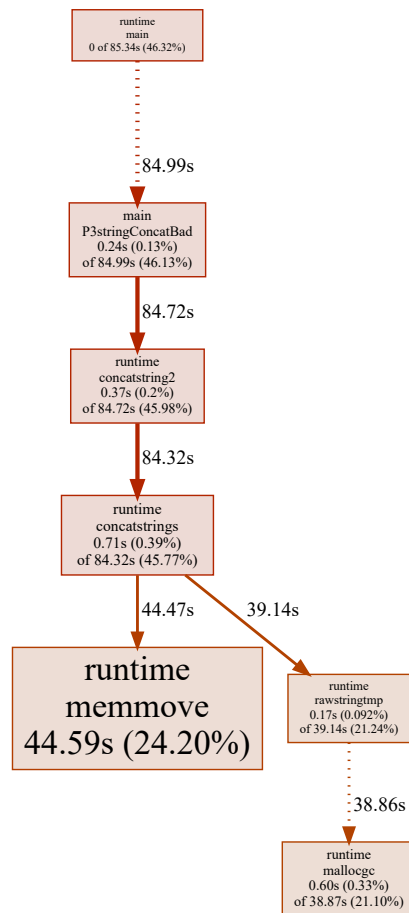 runtime
main
0 of 85.34s (46.32%)
84.99s
main
P3stringConcatBad
0.24s (0.13%)
of 84.99s (46.13%)
84.72s
runtime
concatstring2
0.37s (0.2%)
of 84.72s (45.98%)
84.32s
runtime
concatstrings
0.71s (0.39%)
of 84.32s (45.77%)
44.47s
39.14s
runtime
memmove
44.59s (24.20%)
runtime
rawstringtmp
0.17s (0.092%)
of 39.14s (21.24%)
38.86s
runtime
mallocgc
0.60s (0.33%)
of 38.87s (21.10%)